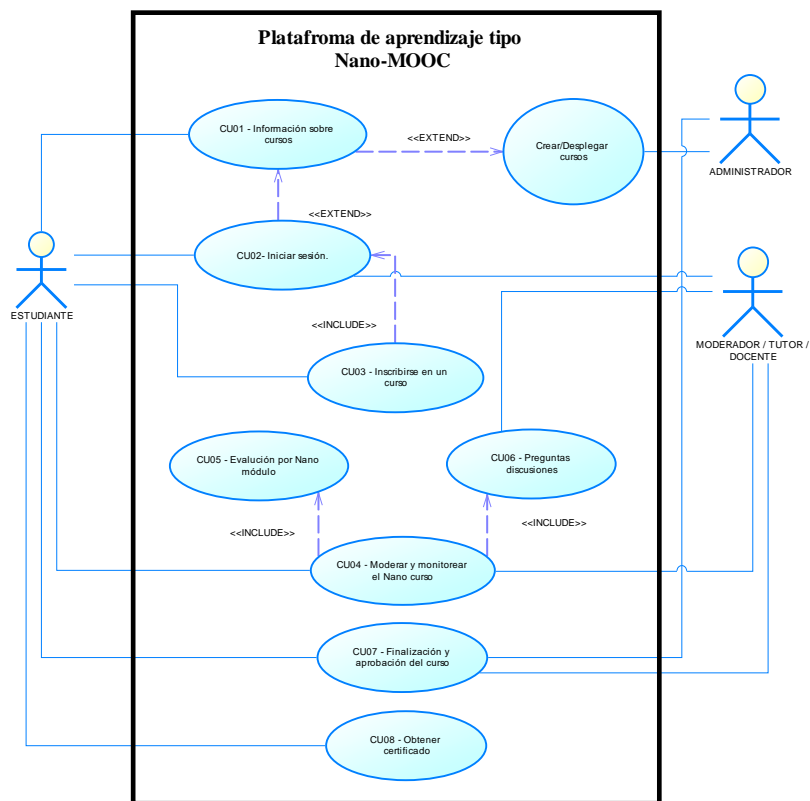 Platafroma de aprendizaje tipo
Nano-MOOC
CU01 - Información sobre
cursos
<<EXTEND>>
Crear/Desplegar
cursos
ADMINISTRADOR
<<EXTEND>>
CU02- Iniciar sesión.
ESTUDIANTE
<<INCLUDE>>
MODERADOR / TUTOR /
DOCENTE
CU03 - Inscribirse en un
curso
CU05 - Evalución por Nano
módulo
CU06 - Preguntas
discusiones
<<INCLUDE>>
<<INCLUDE>>
CU04 - Moderar y monitorear
el Nano curso
CU07 - Finalización y
aprobación del curso
CU08 - Obtener
certificado